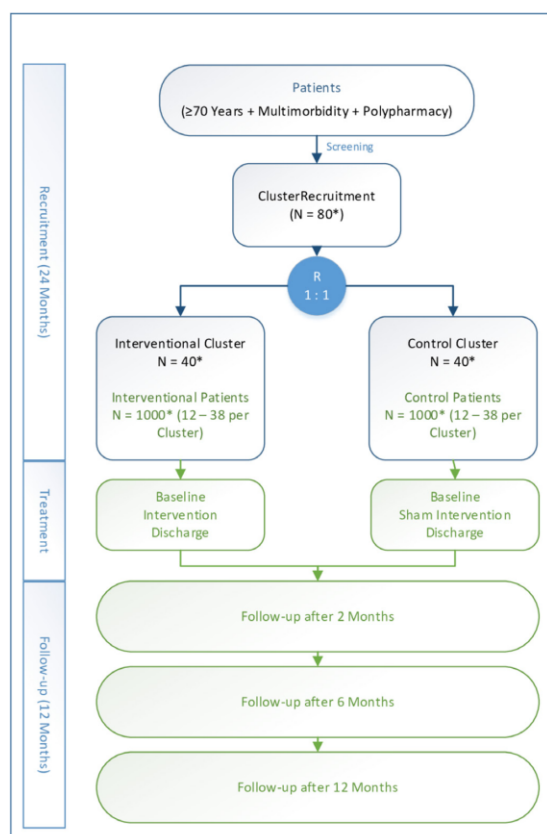 Patients
(≥70 Years + Multimorbidity + Polypharmacy)
Screening
ClusterRecruitment
(N = 80*)
R
1 : 1
Interventional Cluster
N = 40*
Interventional Patients
N = 1000* (12 – 38 per
Cluster)
Control Cluster
N = 40*
Control Patients
N = 1000* (12 – 38 per
Cluster)
Recruitment (24 Months)
Baseline
Intervention
Discharge
Baseline
Sham Intervention
Discharge
Treatment
Follow-up after 2 Months
Follow-up after 6 Months
Follow-up after 12 Months
Follow-up (12 Months)